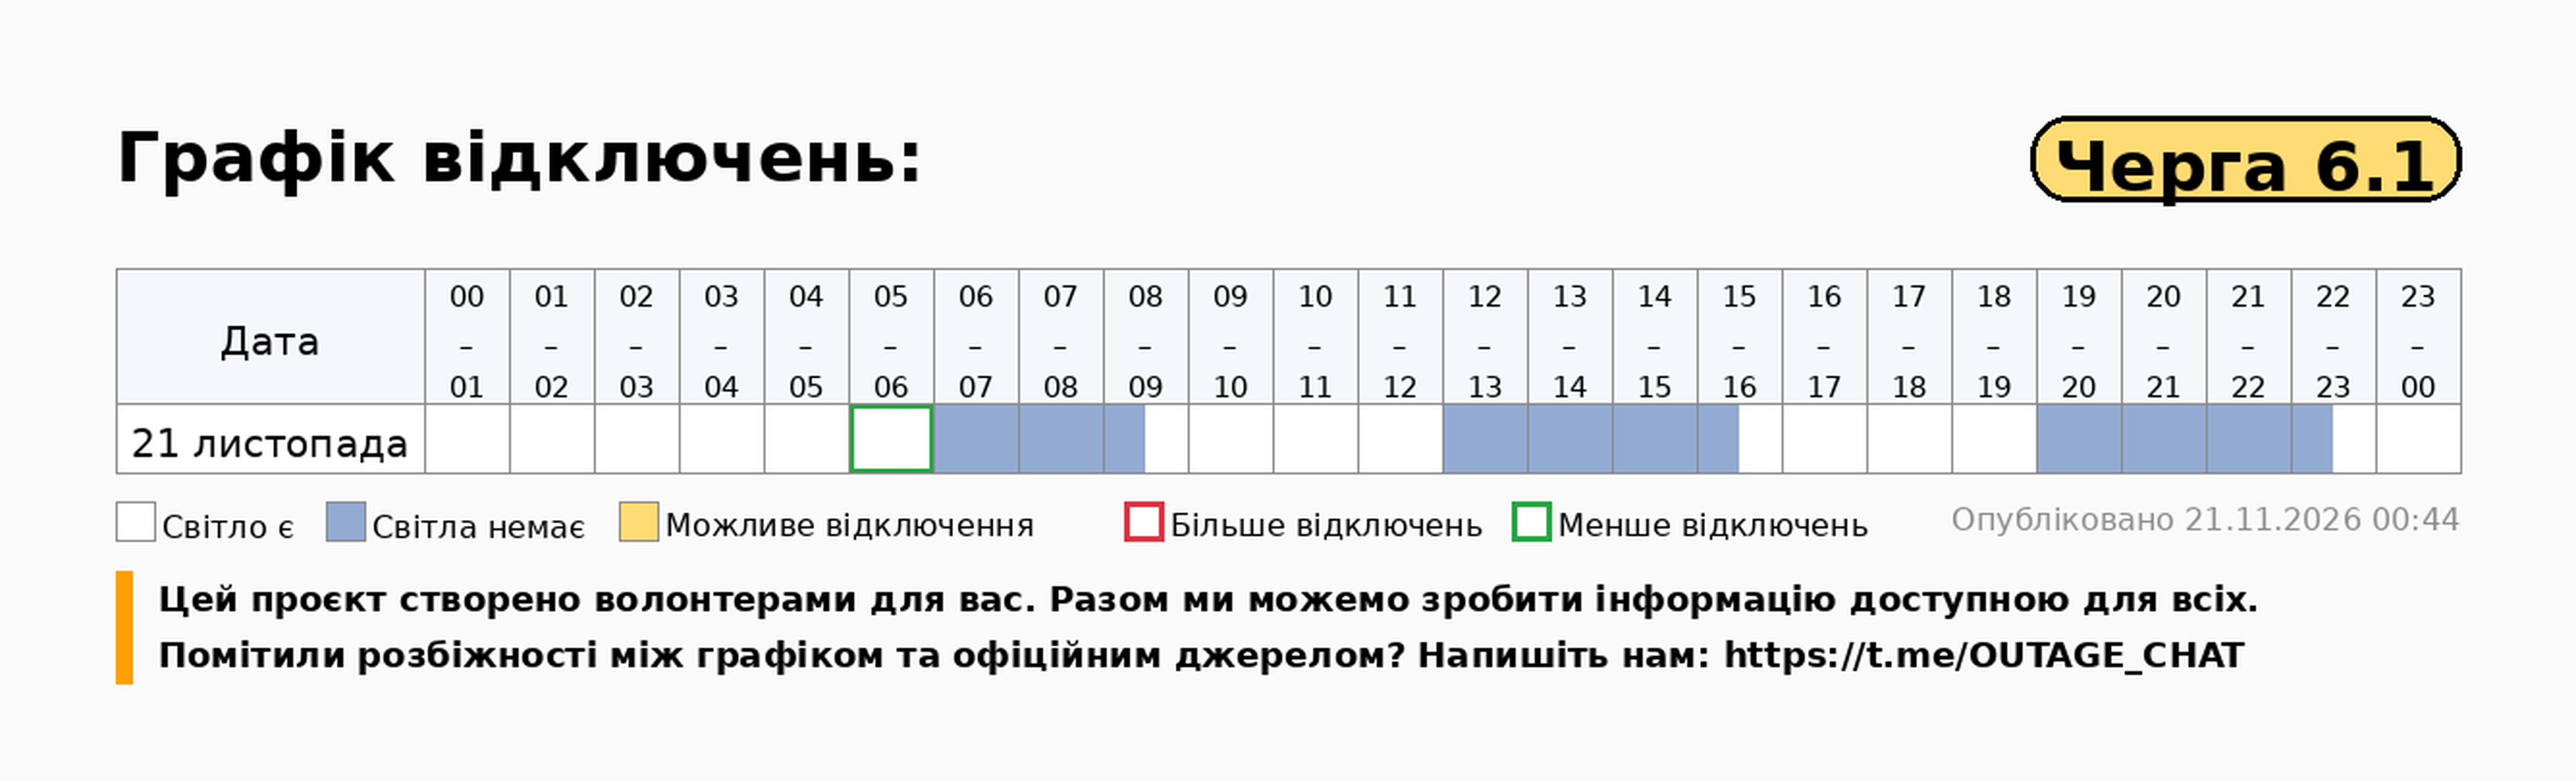 Графік відключень:
Черга 6.1
Дата
00 – 01
01 – 02
02 – 03
03 – 04
04 – 05
05 – 06
06 – 07
07 – 08
08 – 09
09 – 10
10 – 11
11 – 12
12 – 13
13 – 14
14 – 15
15 – 16
16 – 17
17 – 18
18 – 19
19 – 20
20 – 21
21 – 22
22 – 23
23 – 00
21 листопада
Світло є
Світла немає
Можливе відключення
Більше відключень
Менше відключень
Опубліковано 21.11.2026 00:44
Цей проєкт створено волонтерами для вас. Разом ми можемо зробити інформацію доступною для всіх.
Помітили розбіжності між графіком та офіційним джерелом? Напишіть нам: https://t.me/OUTAGE_CHAT